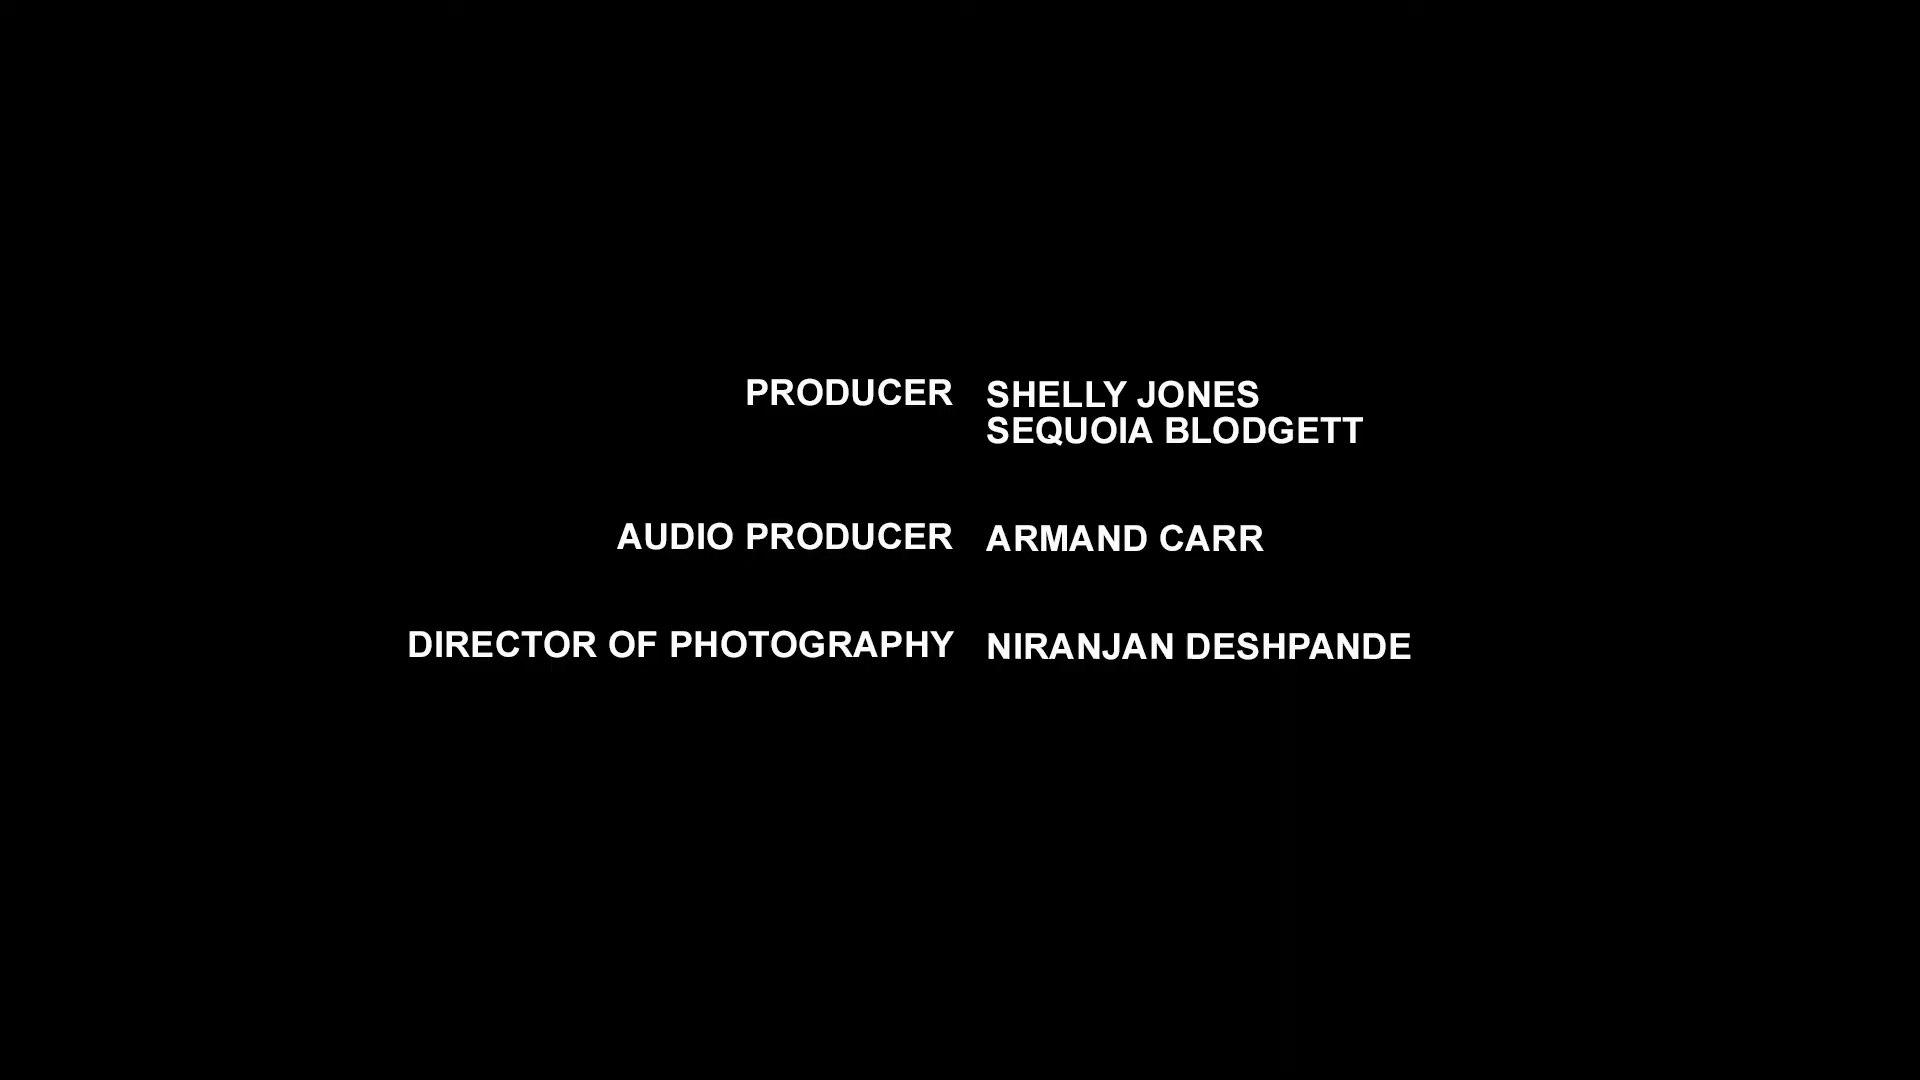 PRODUCER SHELLY JONES
SEQUOIA BLODGETT
AUDIO PRODUCER ARMAND CARR
DIRECTOR OF PHOTOGRAPHY NIRANJAN DESHPANDE